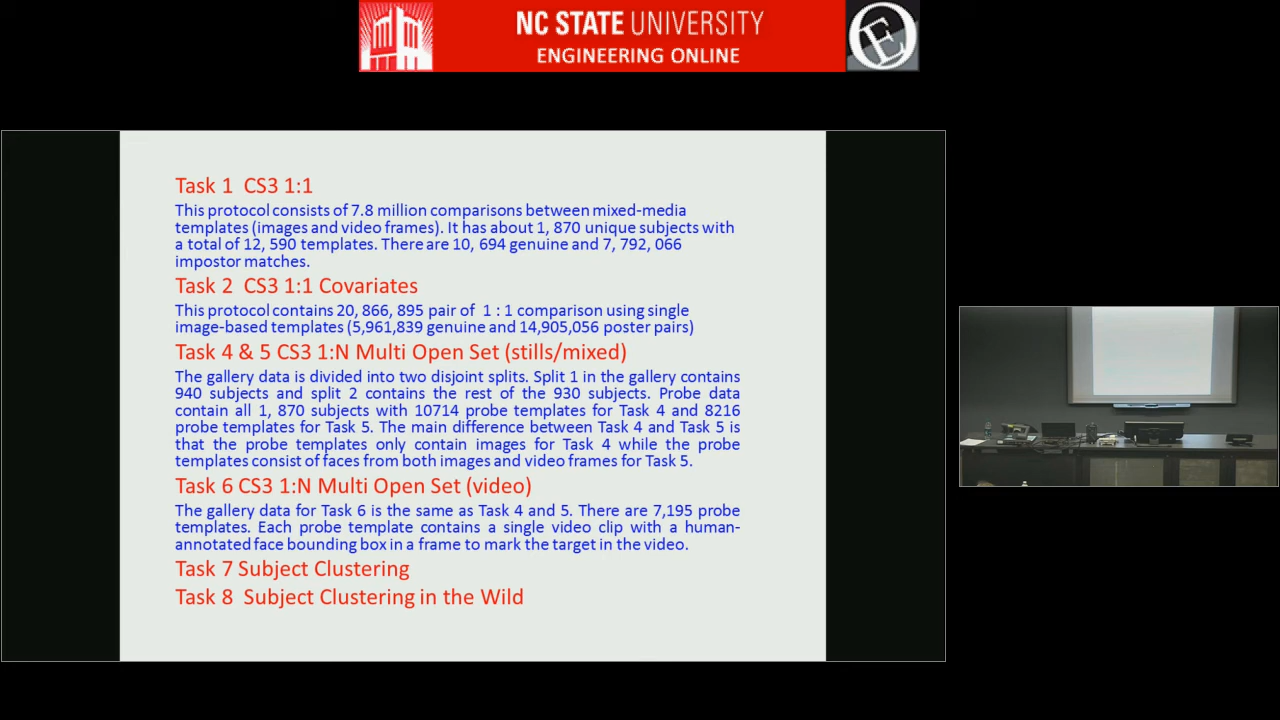 NC STATE UNIVERSITY
ENGINEERING ONLINE
Task 1 CS3 1:1
This protocol consists of 7.8 million comparisons between mixed-media
templates (images and video frames). It has about 1, 870 unique subjects with
a total of 12, 590 templates. There are 10, 694 genuine and 7, 792, 066
impostor matches.
Task 2 CS3 1:1 Covariates
This protocol contains 20, 866, 895 pair of 1 : 1 comparison using single
image-based templates (5,961,839 genuine and 14,905,056 poster pairs)
Task 4 & 5 CS3 1:N Multi Open Set (stills/mixed)
The gallery data is divided into two disjoint splits. Split 1 in the gallery contains
940 subjects and split 2 contains the rest of the 930 subjects. Probe data
contain all 1, 870 subjects with 10714 probe templates for Task 4 and 8216
probe templates for Task 5. The main difference between Task 4 and Task 5 is
that the probe templates only contain images for Task 4 while the probe
templates consist of faces from both images and video frames for Task 5.
Task 6 CS3 1:N Multi Open Set (video)
The gallery data for Task 6 is the same as Task 4 and 5. There are 7,195 probe
templates. Each probe template contains a single video clip with a human-
annotated face bounding box in a frame to mark the target in the video.
Task 7 Subject Clustering
Task 8 Subject Clustering in the Wild